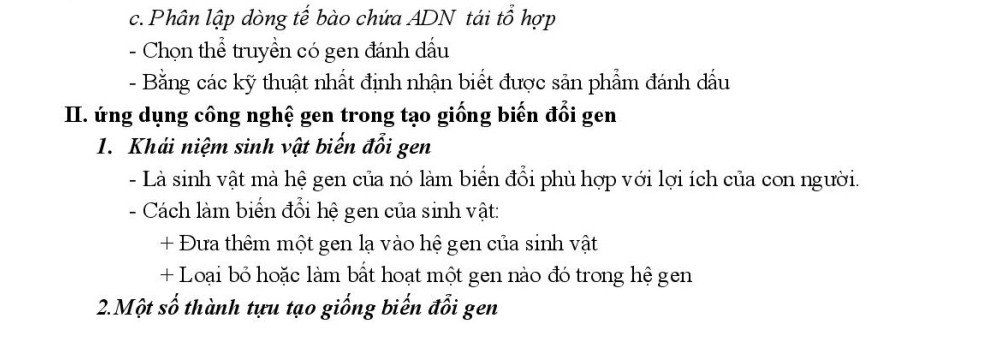 c. Phân lập dòng tế bào chứa ADN tái tổ hợp
- Chọn thể truyền có gen đánh dấu
- Bằng các kỹ thuật nhất định nhận biết được sản phẩm đánh dấu
II. ứng dụng công nghệ gen trong tạo giống biến đổi gen
1. Khái niệm sinh vật biến đổi gen
- Là sinh vật mà hệ gen của nó làm biến đổi phù hợp với lợi ích của con người.
- Cách làm biến đổi hệ gen của sinh vật:
+ Đưa thêm một gen lạ vào hệ gen của sinh vật
+ Loại bỏ hoặc làm bất hoạt một gen nào đó trong hệ gen
2.Một số thành tựu tạo giống biến đổi gen